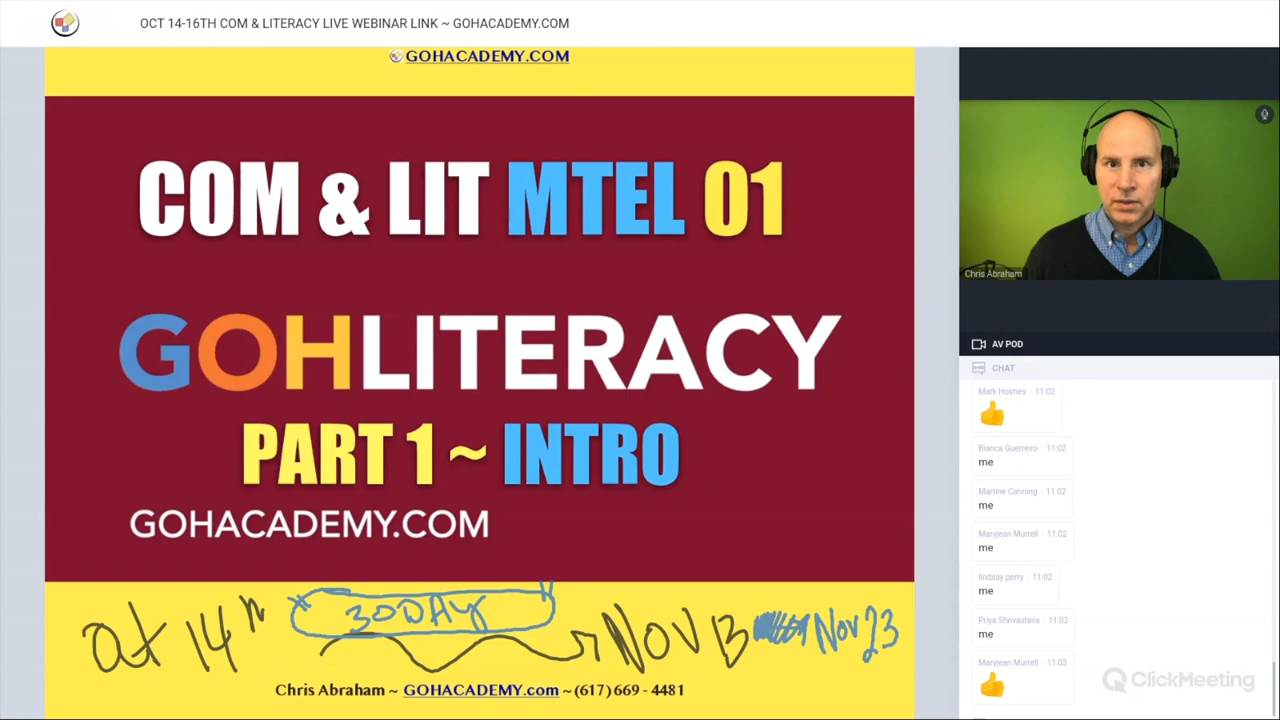 OCT 14-16TH COM & LITERACY LIVE WEBINAR LINK ~ GOHACADEMY.COM
GOHACADEMY.COM
COM & LIT MTEL 01
GOHLITERACY
PART 1 ~ INTRO
GOHACADEMY.COM
"30 DAY"
at 14th NOV 13 Nov 23
Chris Abraham ~ GOHACADEMY.com ~ (617) 669 - 4481
Chris Abraham
AV POD
CHAT
Mark Holmes 11:02
Bianca Guerreiro 11:02
me
Martine Canning 11:02
me
Maryjean Murrell 11:02
me
lindsay perry 11:02
me
Priya Shrivastava 11:02
me
Maryjean Murrell 11:03
ClickMeeting